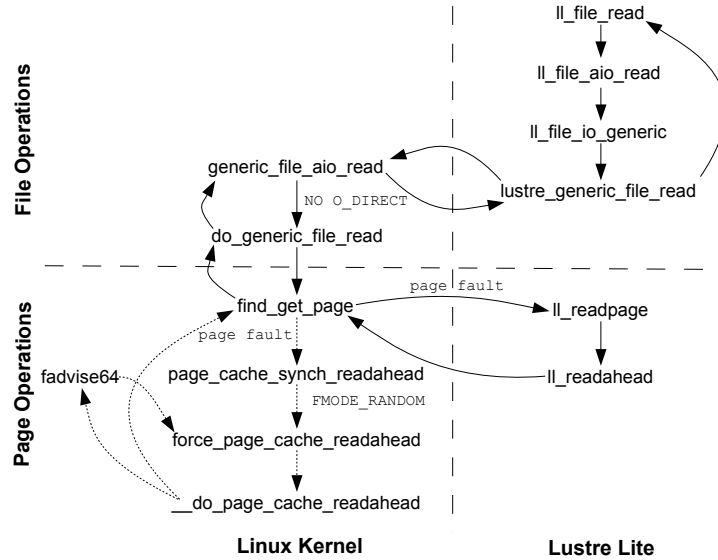 ll_file_read
ll_file_aio_read
ll_file_io_generic
lustre_generic_file_read
File Operations
generic_file_aio_read
NO O_DIRECT
do_generic_file_read
page fault
find_get_page
ll_readpage
page fault
fadvise64
page_cache_synch_readahead
ll_readahead
FMODE_RANDOM
force_page_cache_readahead
__do_page_cache_readahead
Page Operations
Linux Kernel
Lustre Lite